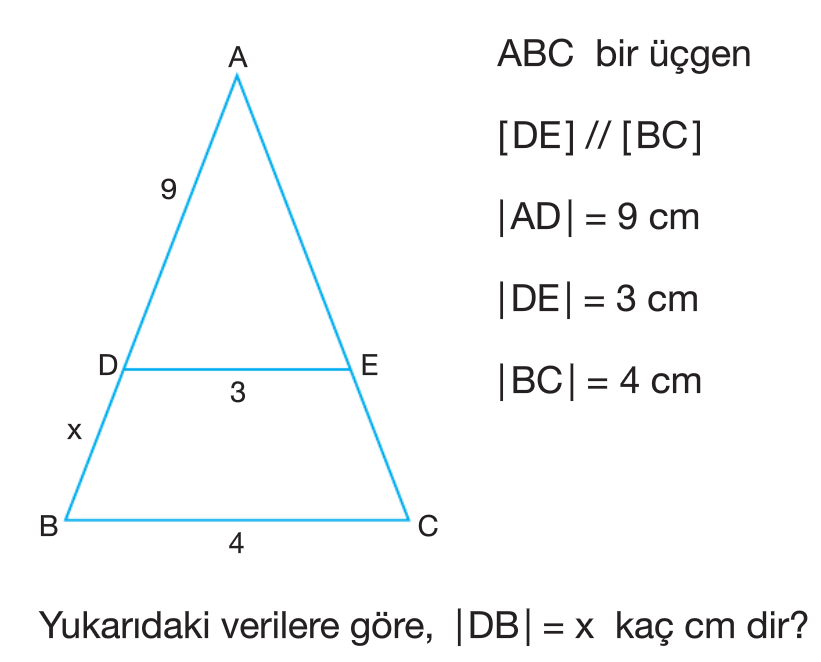 A
ABC bir üçgen
[DE] // [BC]
9
|AD| = 9 cm
|DE| = 3 cm
D
E
3
|BC| = 4 cm
x
B
C
4
Yukarıdaki verilere göre, |DB| = x kaç cm dir?